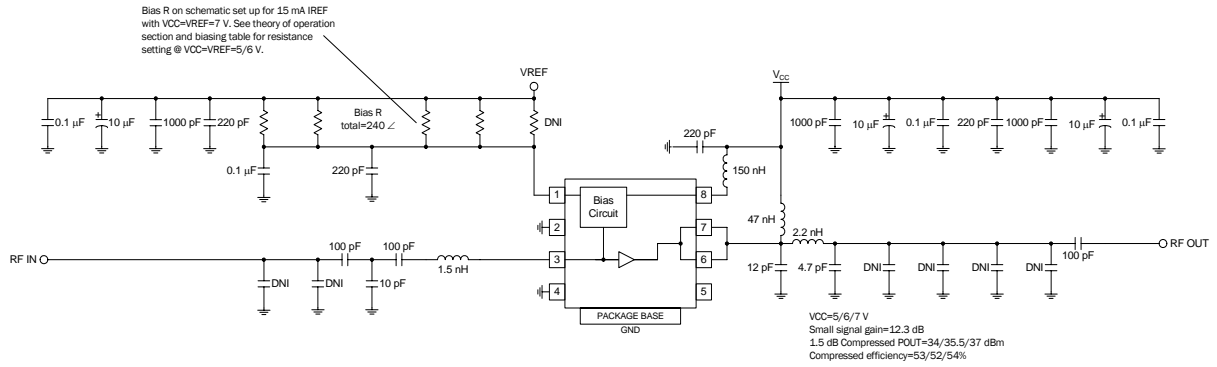 Bias R on schematic set up for 15 mA IREF
with VCC=VREF=7 V. See theory of operation
section and biasing table for resistance
setting @ VCC=VREF=5/6 V.
VREF
VCC
0.1 µF
10 µF
1000 pF
220 pF
Bias R
total=240 ∠
DNI
0.1 µF
220 pF
220 pF
150 nH
1000 pF
10 µF
0.1 µF
220 pF
1000 pF
10 µF
0.1 µF
1
Bias
Circuit
8
2
7
47 nH
2.2 nH
RF IN
100 pF
100 pF
1.5 nH
3
6
100 pF
RF OUT
DNI
DNI
10 pF
12 pF
4.7 pF
DNI
DNI
DNI
DNI
4
5
PACKAGE BASE
GND
VCC=5/6/7 V
Small signal gain=12.3 dB
1.5 dB Compressed POUT=34/35.5/37 dBm
Compressed efficiency=53/52/54%